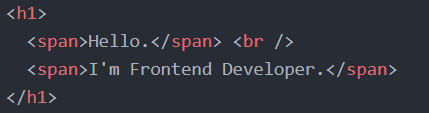 <h1>
  <span>Hello.</span> <br />
  <span>I'm Frontend Developer.</span>
</h1>